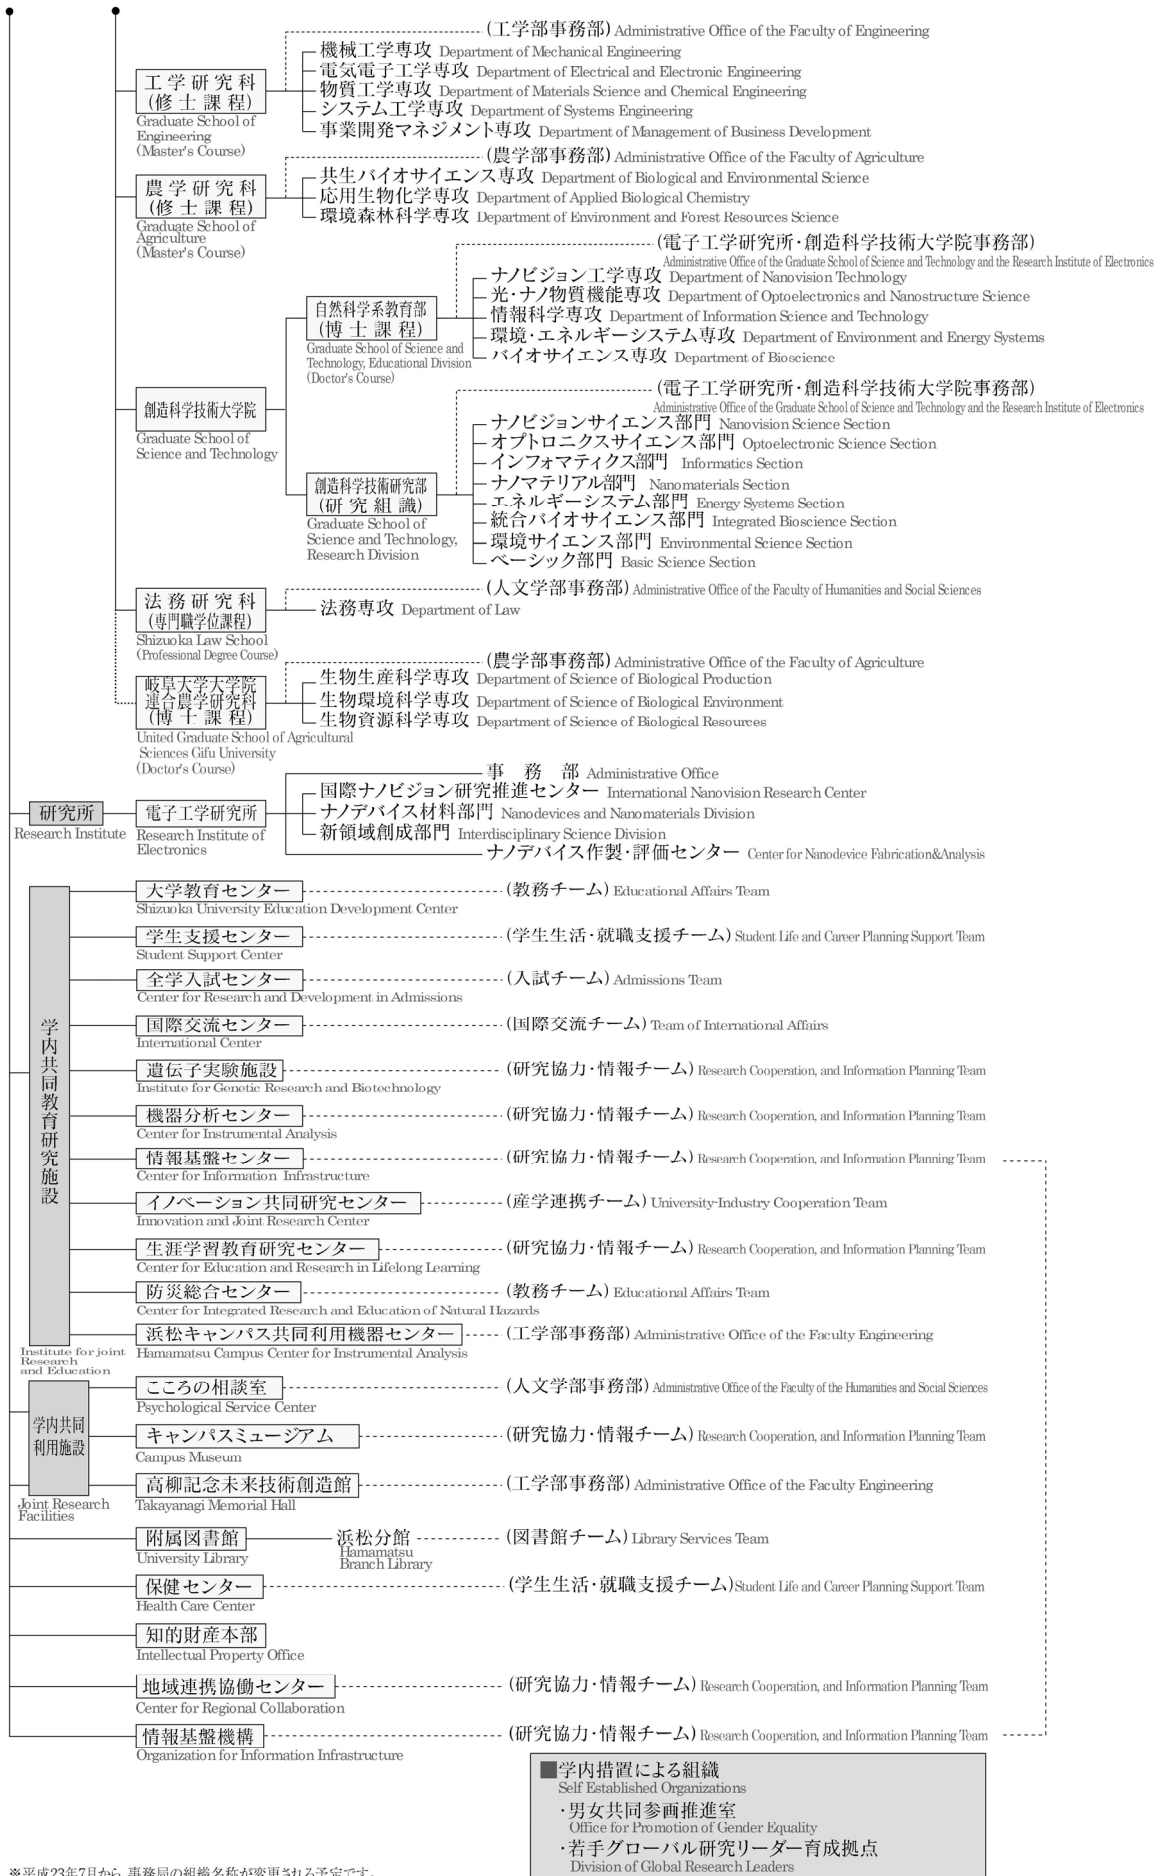 (工学部事務部) Administrative Office of the Faculty of Engineering
機械工学専攻 Department of Mechanical Engineering
電気電子工学専攻 Department of Electrical and Electronic Engineering
工学研究科
物質工学専攻 Department of Materials Science and Chemical Engineering
(修士課程)
システム工学専攻 Department of Systems Engineering
Graduate School of
Engineering
(Master's Course)
事業開発マネジメント専攻 Department of Management of Business Development
(農学部事務部) Administrative Office of the Faculty of Agriculture
共生バイオサイエンス専攻 Department of Biological and Environmental Science
農学研究科
(修士課程)
応用生物化学専攻 Department of Applied Biological Chemistry
環境森林科学専攻 Department of Environment and Forest Resources Science
Graduate School of
Agriculture
(Master's Course)
(電子工学研究所・創造科学技術大学院事務部)
Administrative Office of the Graduate School of Science and Technology and the Research Institute of Electronics
ナノビジョン工学専攻 Department of Nanovision Technology
光・ナノ物質機能専攻 Department of Optoelectronics and Nanostructure Science
自然科学系教育部
(博士課程)
情報科学専攻 Department of Information Science and Technology
環境・エネルギーシステム専攻 Department of Environment and Energy Systems
バイオサイエンス専攻 Department of Bioscience
Graduate School of Science and
Technology, Educational Division
(Doctor's Course)
創造科学技術大学院
Graduate School of
Science and Technology
(電子工学研究所・創造科学技術大学院事務部)
Administrative Office of the Graduate School of Science and Technology and the Research Institute of Electronics
ナノビジョンサイエンス部門 Nanovision Science Section
オプトロニクスサイエンス部門 Optoelectronic Science Section
インフォマティクス部門 Informatics Section
ナノマテリアル部門 Nanomaterials Section
創造科学技術研究部
(研究組織)
エネルギーシステム部門 Energy Systems Section
統合バイオサイエンス部門 Integrated Bioscience Section
環境サイエンス部門 Environmental Science Section
ベーシック部門 Basic Science Section
Graduate School of
Science and Technology,
Research Division
(人文学部事務部) Administrative Office of the Faculty of Humanities and Social Sciences
法務研究科
(専門職学位課程)
法務専攻 Department of Law
Shizuoka Law School
(Professional Degree Course)
(農学部事務部) Administrative Office of the Faculty of Agriculture
生物生産科学専攻 Department of Science of Biological Production
岐阜大学大学院
連合農学研究科
(博士課程)
生物環境科学専攻 Department of Science of Biological Environment
生物資源科学専攻 Department of Science of Biological Resources
United Graduate School of Agricultural
Sciences Gifu University
(Doctor's Course)
事務部 Administrative Office
国際ナノビジョン研究推進センター International Nanovision Research Center
研究所
Research Institute
電子工学研究所
Research Institute of
Electronics
ナノデバイス材料部門 Nanodevices and Nanomaterials Division
新領域創成部門 Interdisciplinary Science Division
ナノデバイス作製・評価センター Center for Nanodevice Fabrication&Analysis
学内共同教育研究施設
Institute for joint
Research
and Education
大学教育センター (教務チーム) Educational Affairs Team
Shizuoka University Education Development Center
学生支援センター (学生生活・就職支援チーム) Student Life and Career Planning Support Team
Student Support Center
全学入試センター (入試チーム) Admissions Team
Center for Research and Development in Admissions
国際交流センター (国際交流チーム) Team of International Affairs
International Center
遺伝子実験施設 (研究協力・情報チーム) Research Cooperation, and Information Planning Team
Institute for Genetic Research and Biotechnology
機器分析センター (研究協力・情報チーム) Research Cooperation, and Information Planning Team
Center for Instrumental Analysis
情報基盤センター (研究協力・情報チーム) Research Cooperation, and Information Planning Team
Center for Information Infrastructure
イノベーション共同研究センター (産学連携チーム) University-Industry Cooperation Team
Innovation and Joint Research Center
生涯学習教育研究センター (研究協力・情報チーム) Research Cooperation, and Information Planning Team
Center for Education and Research in Lifelong Learning
防災総合センター (教務チーム) Educational Affairs Team
Center for Integrated Research and Education of Natural Hazards
浜松キャンパス共同利用機器センター (工学部事務部) Administrative Office of the Faculty Engineering
Hamamatsu Campus Center for Instrumental Analysis
学内共同
利用施設
Joint Research
Facilities
こころの相談室 (人文学部事務部) Administrative Office of the Faculty of the Humanities and Social Sciences
Psychological Service Center
キャンパスミュージアム (研究協力・情報チーム) Research Cooperation, and Information Planning Team
Campus Museum
高柳記念未来技術創造館 (工学部事務部) Administrative Office of the Faculty Engineering
Takayanagi Memorial Hall
附属図書館 浜松分館 (図書館チーム) Library Services Team
University Library
Hamamatsu
Branch Library
保健センター (学生生活・就職支援チーム) Student Life and Career Planning Support Team
Health Care Center
知的財産本部
Intellectual Property Office
地域連携協働センター (研究協力・情報チーム) Research Cooperation, and Information Planning Team
Center for Regional Collaboration
情報基盤機構 (研究協力・情報チーム) Research Cooperation, and Information Planning Team
Organization for Information Infrastructure
■学内措置による組織
Self Established Organizations
・男女共同参画推進室
Office for Promotion of Gender Equality
・若手グローバル研究リーダー育成拠点
Division of Global Research Leaders
※平成23年7月から、事務局の組織名称が変更される予定です。